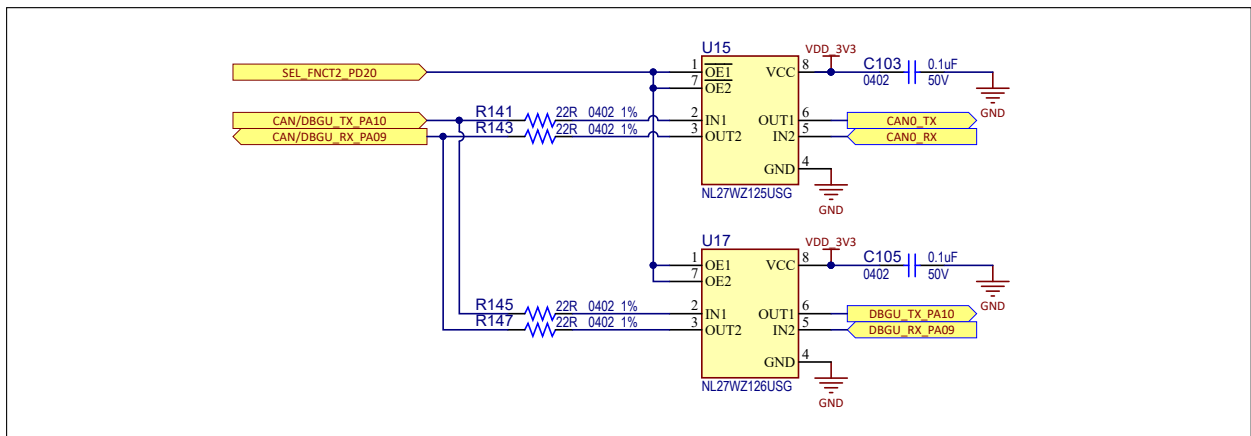 U15
VDD_3V3
SEL_FNCT2_PD20
1 OE1 VCC 8
C103 0.1uF
7 OE2
0402 50V
GND
CAN/DBGU_TX_PA10
R141 22R 0402 1%
2 IN1 OUT1 6
CAN0_TX
CAN/DBGU_RX_PA09
R143 22R 0402 1%
3 OUT2 IN2 5
CAN0_RX
GND 4
NL27WZ125USG
GND
U17
VDD_3V3
1 OE1 VCC 8
C105 0.1uF
7 OE2
0402 50V
GND
R145 22R 0402 1%
2 IN1 OUT1 6
DBGU_TX_PA10
R147 22R 0402 1%
3 OUT2 IN2 5
DBGU_RX_PA09
GND 4
NL27WZ126USG
GND